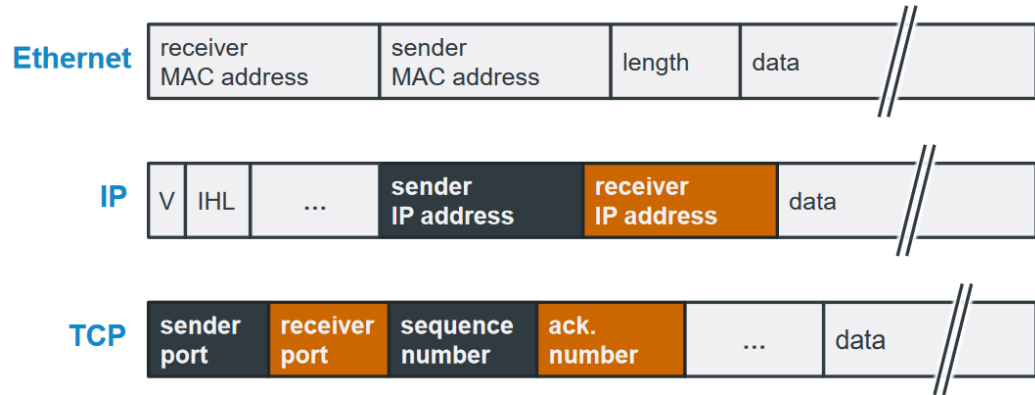 Ethernet
receiver
MAC address
sender
MAC address
length
data
IP
V
IHL
...
sender
IP address
receiver
IP address
data
TCP
sender
port
receiver
port
sequence
number
ack.
number
...
data